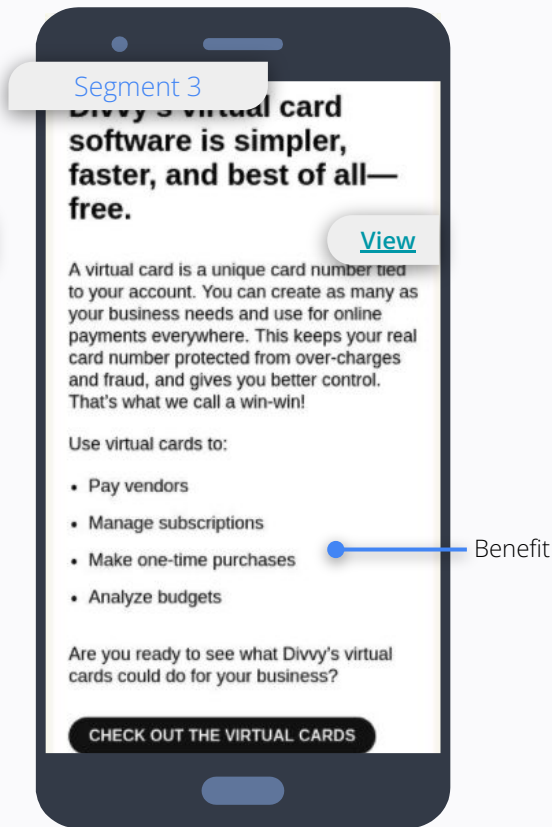 Segment 3
Divvy's virtual card
software is simpler,
faster, and best of all—
free.
View
A virtual card is a unique card number tied
to your account. You can create as many as
your business needs and use for online
payments everywhere. This keeps your real
card number protected from over-charges
and fraud, and gives you better control.
That's what we call a win-win!
Use virtual cards to:
• Pay vendors
• Manage subscriptions
• Make one-time purchases
Benefit
• Analyze budgets
Are you ready to see what Divvy's virtual
cards could do for your business?
CHECK OUT THE VIRTUAL CARDS